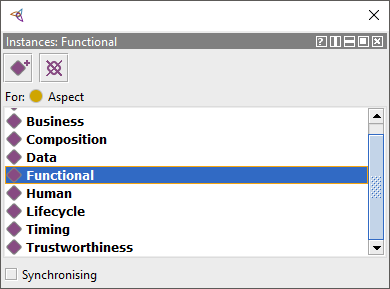 Instances: Functional
For: Aspect
Business
Composition
Data
Functional
Human
Lifecycle
Timing
Trustworthiness
Synchronising